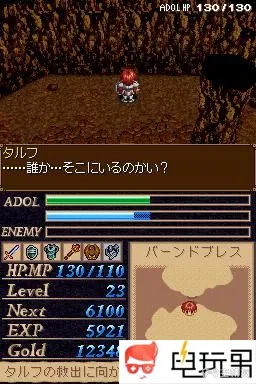 ADOL HP 130/130
タルフ
……誰か…そこにいるのかい？
ADOL
ENEMY
HP.MP 130/110
Level 23
Next 6100
EXP 5921
Gold 12348
バーンドブレス
タルフの救出に向か
电玩男